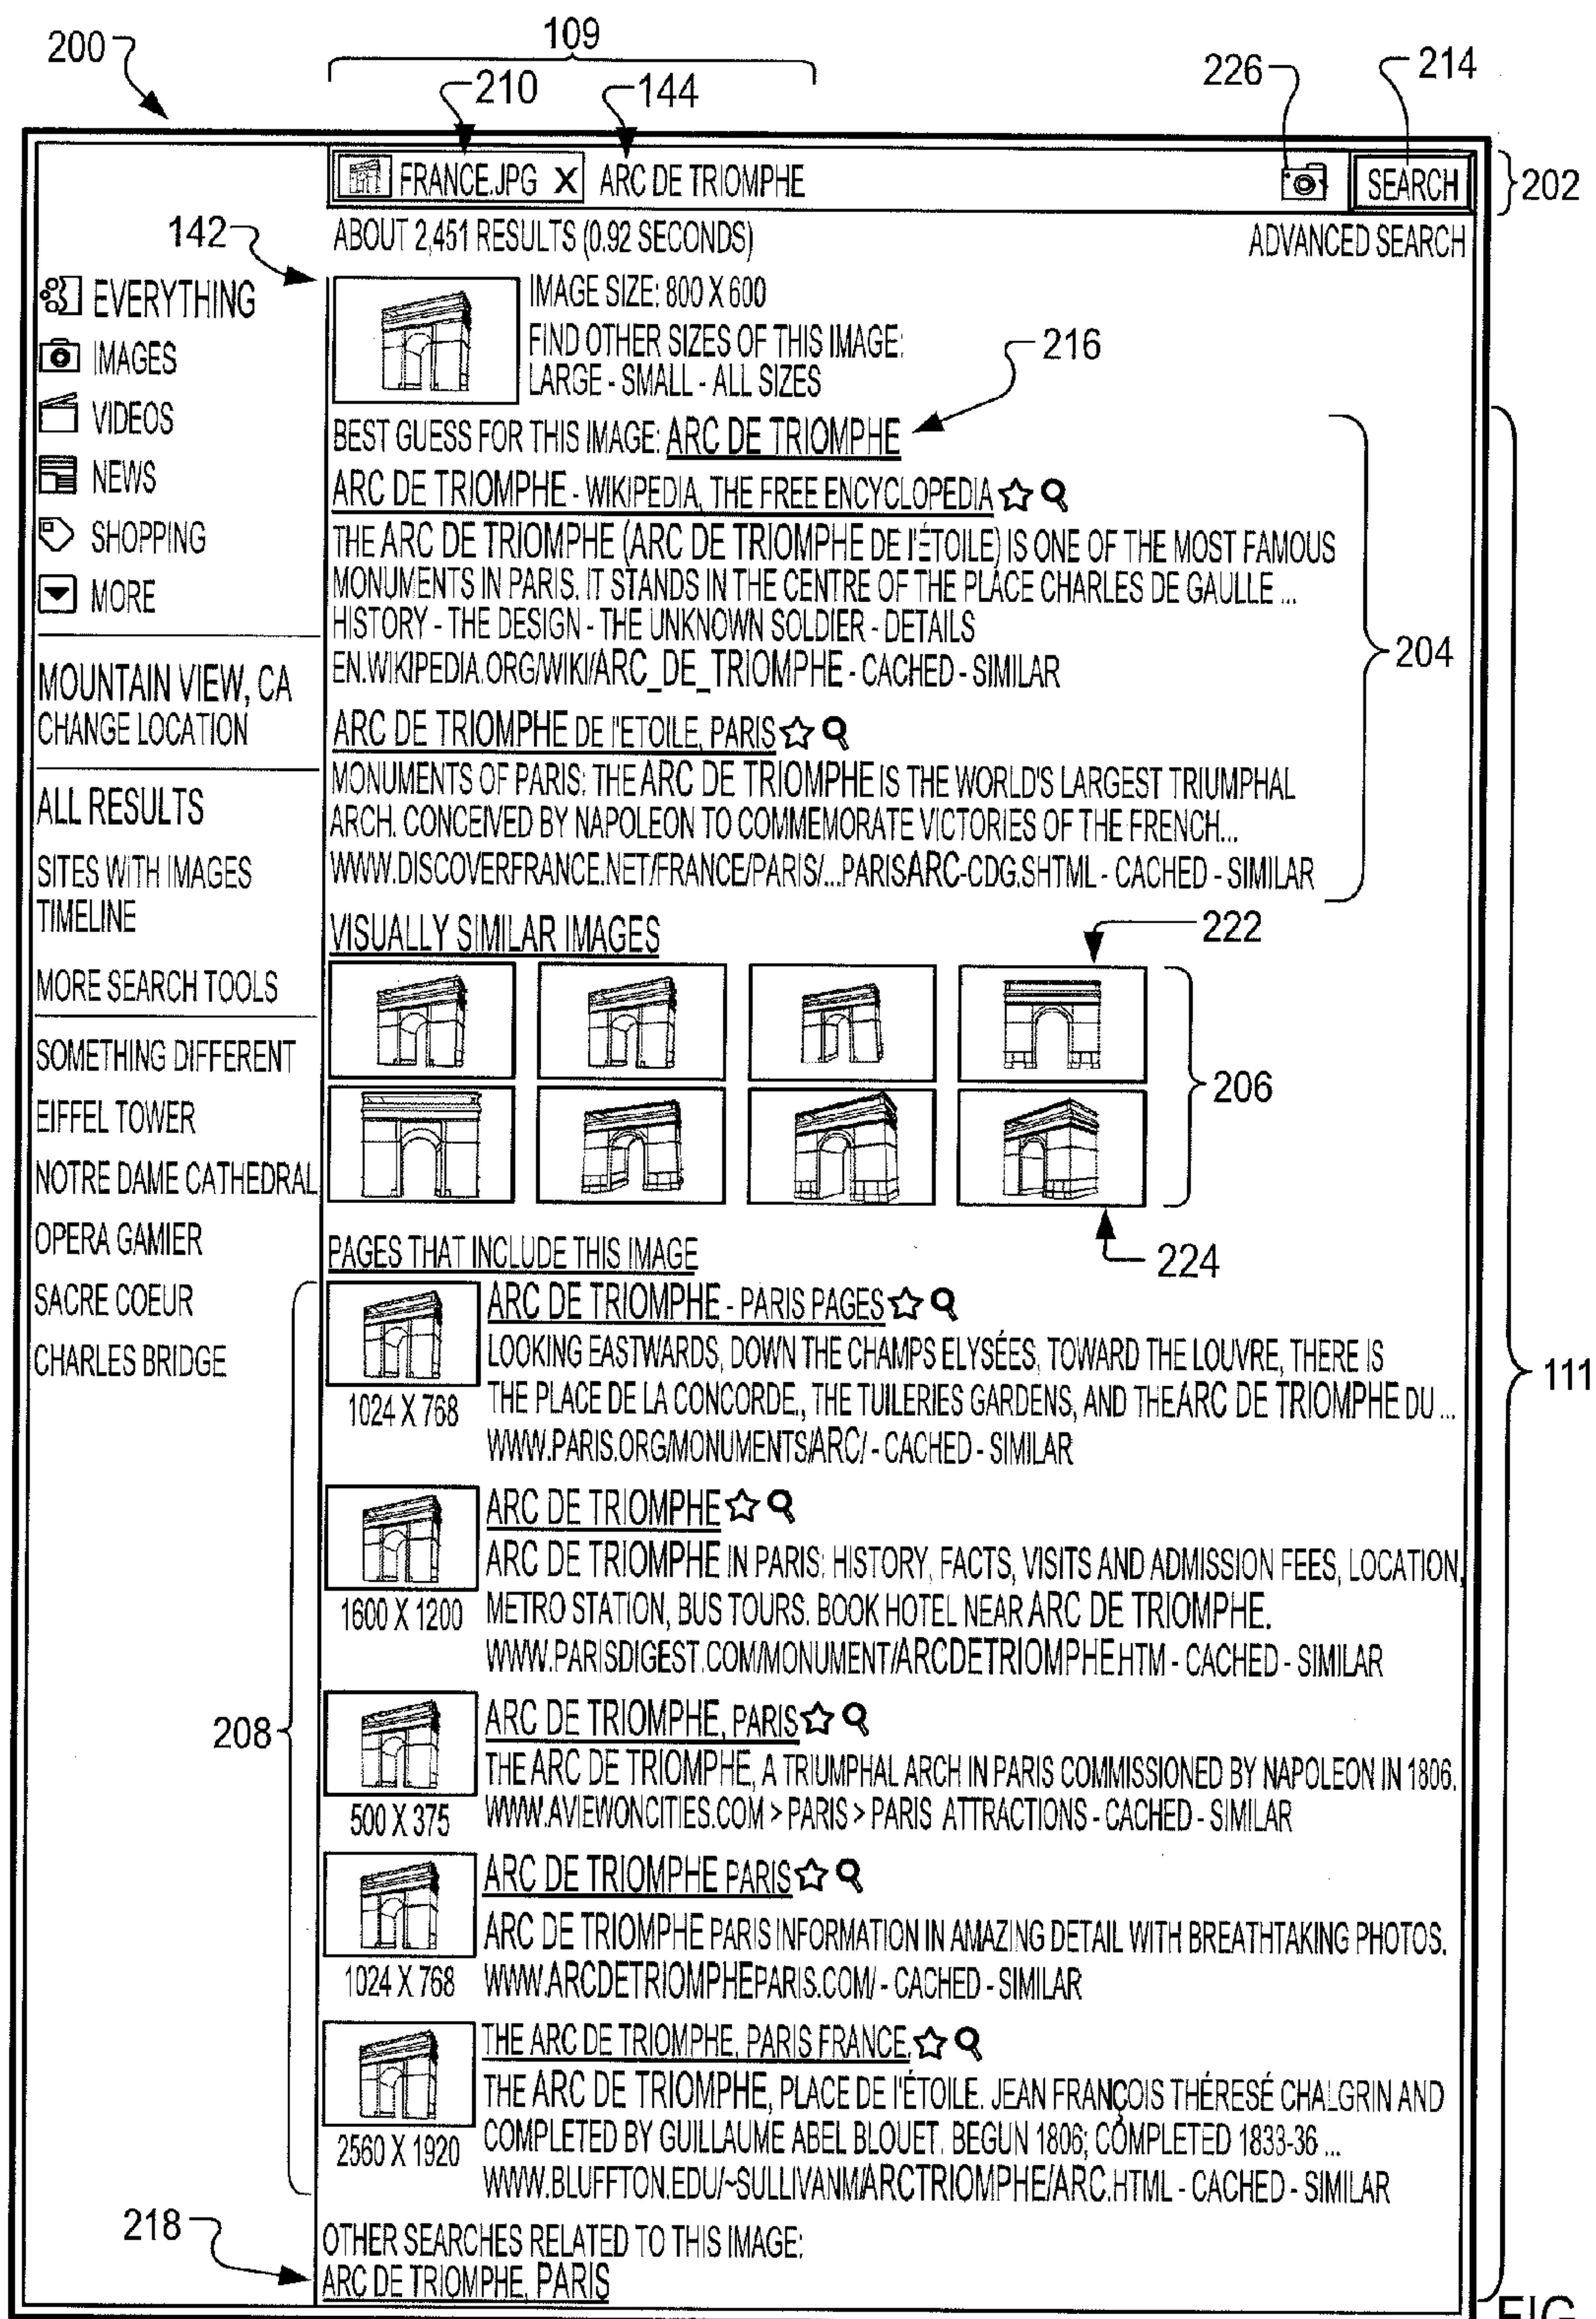 109
200
210
144
226
214
FRANCE.JPG X ARC DE TRIOMPHE
SEARCH
202
142
ABOUT 2,451 RESULTS (0.92 SECONDS)
ADVANCED SEARCH
EVERYTHING
IMAGES
VIDEOS
NEWS
SHOPPING
MORE
MOUNTAIN VIEW, CA
CHANGE LOCATION
ALL RESULTS
SITES WITH IMAGES
TIMELINE
MORE SEARCH TOOLS
SOMETHING DIFFERENT
EIFFEL TOWER
NOTRE DAME CATHEDRAL
OPERA GAMIER
SACRE COEUR
CHARLES BRIDGE
IMAGE SIZE: 800 X 600
FIND OTHER SIZES OF THIS IMAGE:
LARGE - SMALL - ALL SIZES
216
BEST GUESS FOR THIS IMAGE: ARC DE TRIOMPHE
ARC DE TRIOMPHE - WIKIPEDIA, THE FREE ENCYCLOPEDIA
THE ARC DE TRIOMPHE (ARC DE TRIOMPHE DE l'ÉTOILE) IS ONE OF THE MOST FAMOUS
MONUMENTS IN PARIS. IT STANDS IN THE CENTRE OF THE PLACE CHARLES DE GAULLE ...
HISTORY - THE DESIGN - THE UNKNOWN SOLDIER - DETAILS
EN.WIKIPEDIA.ORG/WIKI/ARC_DE_TRIOMPHE - CACHED - SIMILAR
204
ARC DE TRIOMPHE DE l'ETOILE, PARIS
MONUMENTS OF PARIS: THE ARC DE TRIOMPHE IS THE WORLD'S LARGEST TRIUMPHAL
ARCH. CONCEIVED BY NAPOLEON TO COMMEMORATE VICTORIES OF THE FRENCH...
WWW.DISCOVERFRANCE.NET/FRANCE/PARIS/...PARISARC-CDG.SHTML - CACHED - SIMILAR
VISUALLY SIMILAR IMAGES
222
206
224
PAGES THAT INCLUDE THIS IMAGE
ARC DE TRIOMPHE - PARIS PAGES
LOOKING EASTWARDS, DOWN THE CHAMPS ELYSÉES, TOWARD THE LOUVRE, THERE IS
THE PLACE DE LA CONCORDE., THE TUILERIES GARDENS, AND THE ARC DE TRIOMPHE DU ...
WWW.PARIS.ORG/MONUMENTS/ARC/ - CACHED - SIMILAR
1024 X 768
111
ARC DE TRIOMPHE
ARC DE TRIOMPHE IN PARIS: HISTORY, FACTS, VISITS AND ADMISSION FEES, LOCATION,
METRO STATION, BUS TOURS. BOOK HOTEL NEAR ARC DE TRIOMPHE.
WWW.PARISDIGEST.COM/MONUMENT/ARCDETRIOMPHE.HTM - CACHED - SIMILAR
1600 X 1200
208
ARC DE TRIOMPHE, PARIS
THE ARC DE TRIOMPHE, A TRIUMPHAL ARCH IN PARIS COMMISSIONED BY NAPOLEON IN 1806.
WWW.AVIEWONCITIES.COM > PARIS > PARIS ATTRACTIONS - CACHED - SIMILAR
500 X 375
ARC DE TRIOMPHE PARIS
ARC DE TRIOMPHE PARIS INFORMATION IN AMAZING DETAIL WITH BREATHTAKING PHOTOS.
WWW.ARCDETRIOMPHEPARIS.COM/ - CACHED - SIMILAR
1024 X 768
THE ARC DE TRIOMPHE, PARIS FRANCE.
THE ARC DE TRIOMPHE, PLACE DE l'ÉTOILE. JEAN FRANÇOIS THÉRESÉ CHALGRIN AND
COMPLETED BY GUILLAUME ABEL BLOUET. BEGUN 1806; COMPLETED 1833-36 ...
WWW.BLUFFTON.EDU/~SULLIVANM/ARCTRIOMPHE/ARC.HTML - CACHED - SIMILAR
2560 X 1920
218
OTHER SEARCHES RELATED TO THIS IMAGE:
ARC DE TRIOMPHE, PARIS